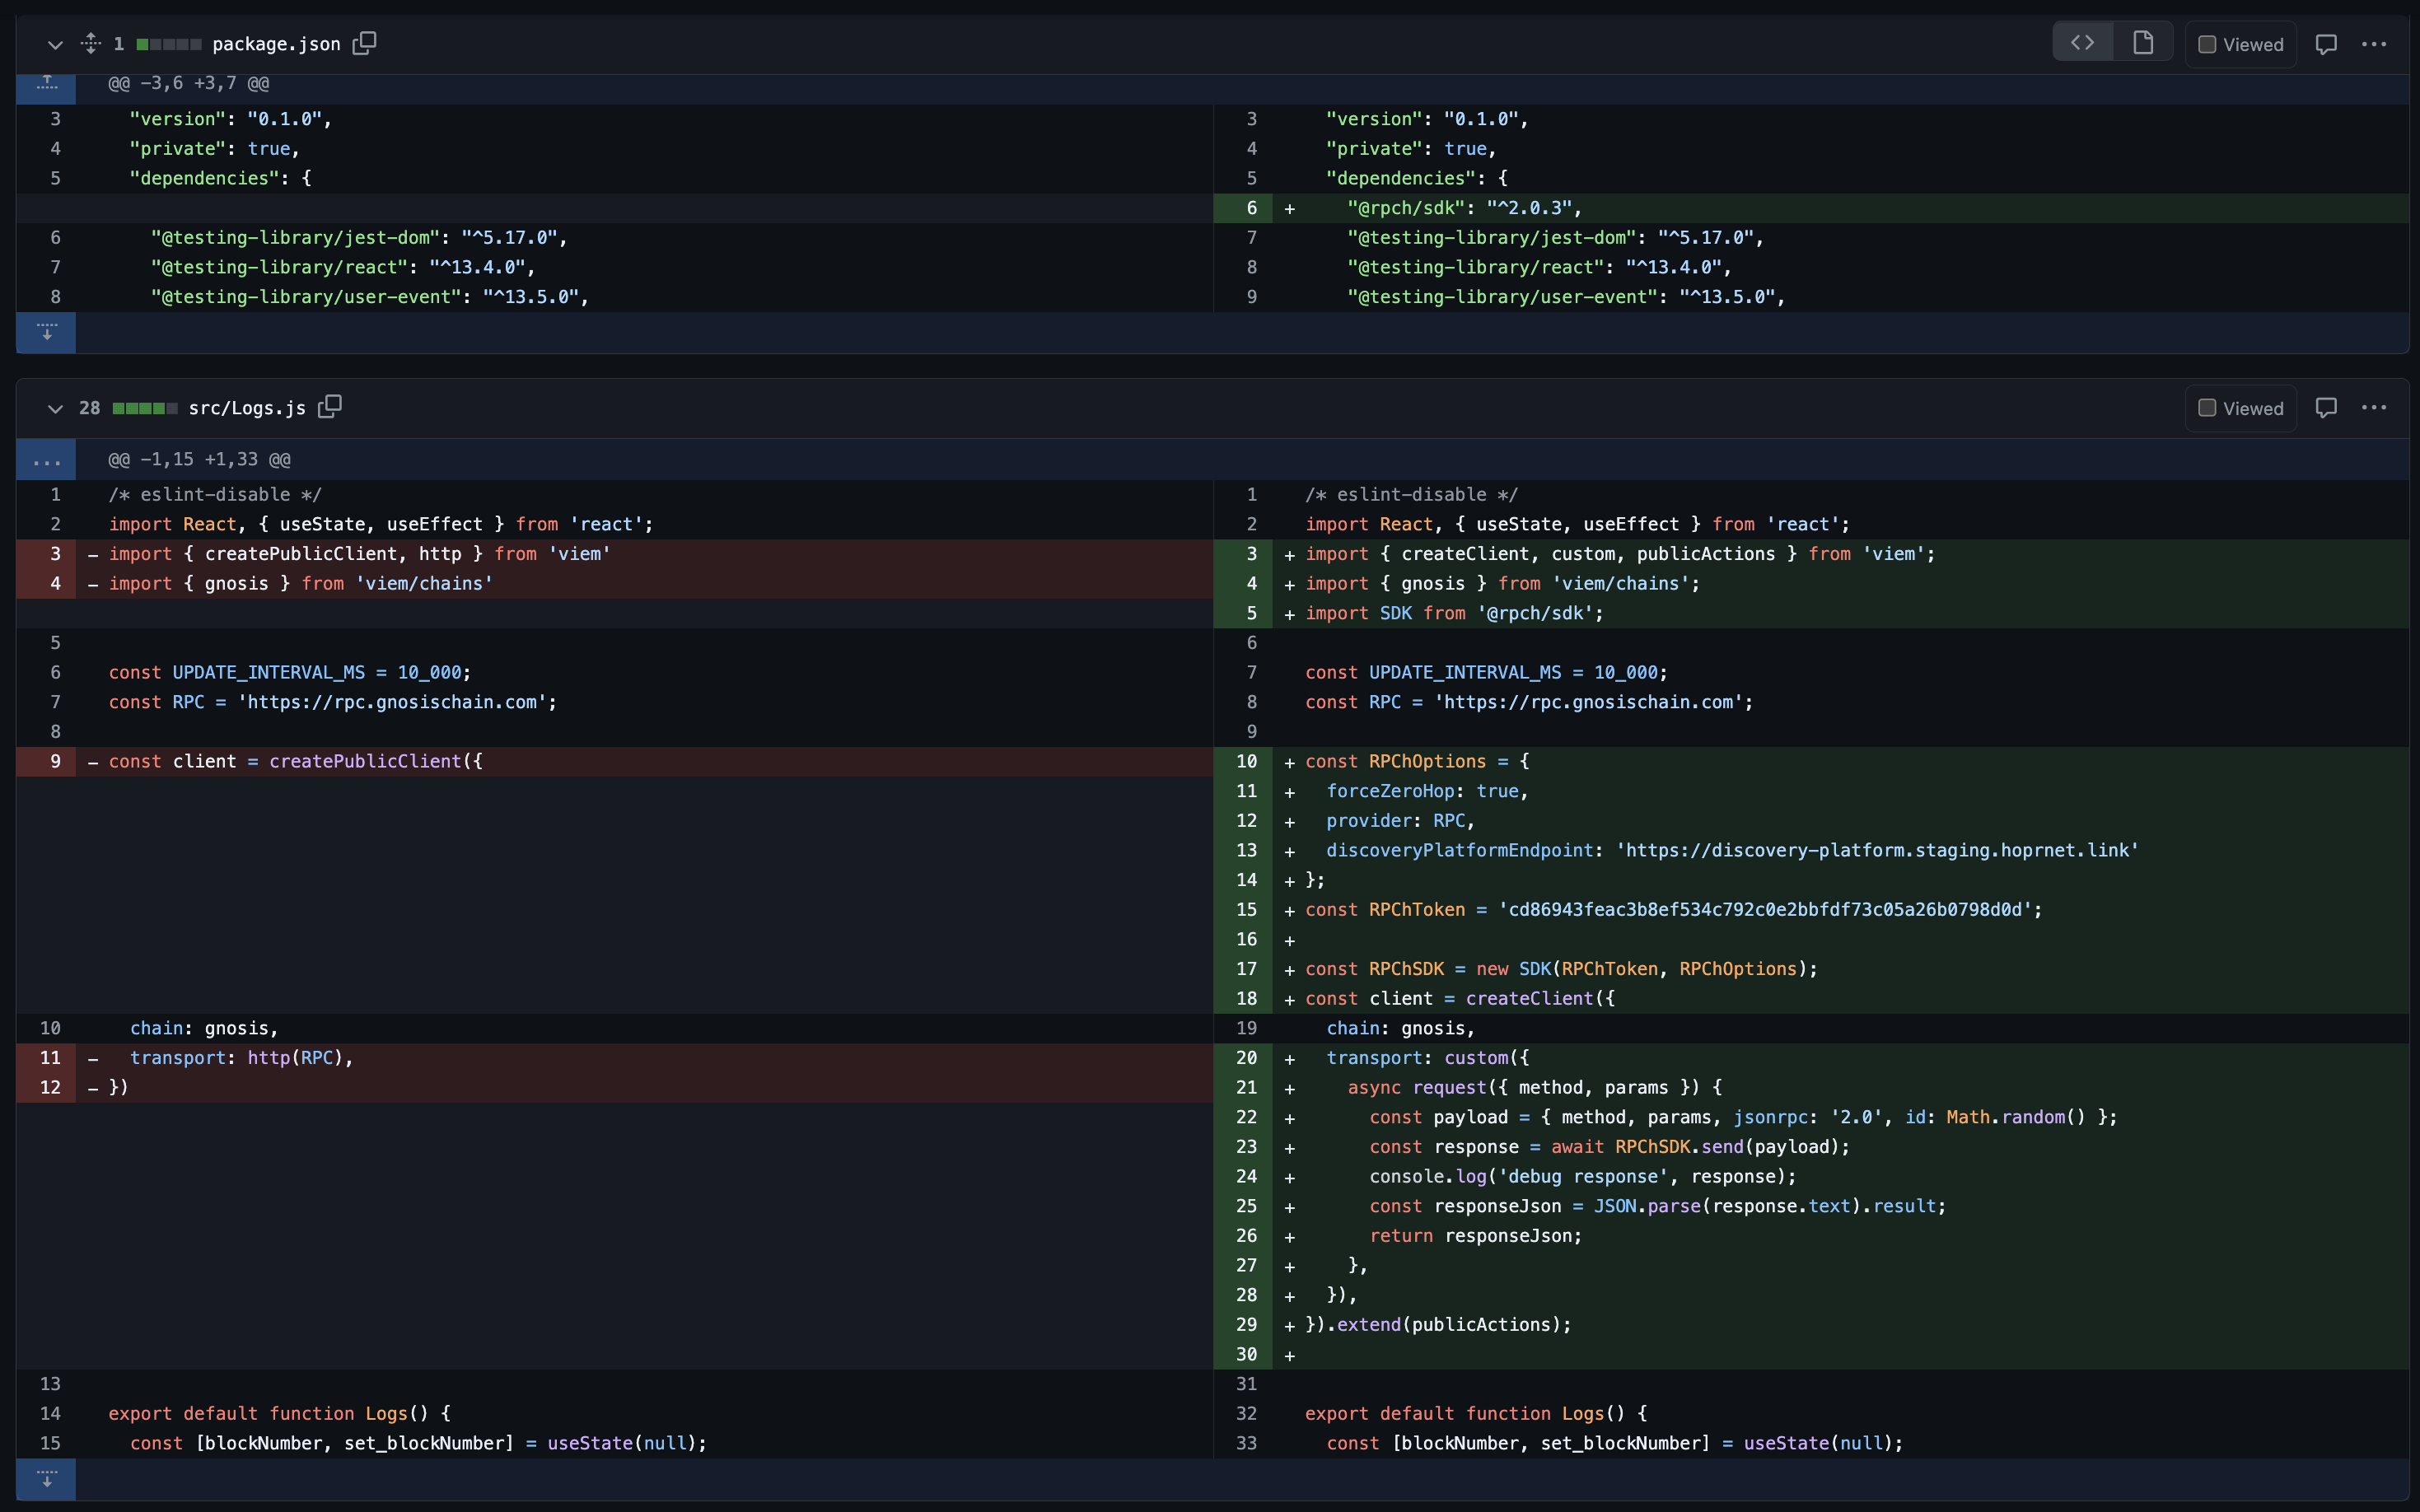 1 package.json
Viewed
@@ -3,6 +3,7 @@
3 "version": "0.1.0",
4 "private": true,
5 "dependencies": {
6 "@testing-library/jest-dom": "^5.17.0",
7 "@testing-library/react": "^13.4.0",
8 "@testing-library/user-event": "^13.5.0",
3 "version": "0.1.0",
4 "private": true,
5 "dependencies": {
6 + "@rpch/sdk": "^2.0.3",
7 "@testing-library/jest-dom": "^5.17.0",
8 "@testing-library/react": "^13.4.0",
9 "@testing-library/user-event": "^13.5.0",
28 src/Logs.js
Viewed
@@ -1,15 +1,33 @@
1 /* eslint-disable */
2 import React, { useState, useEffect } from 'react';
3 - import { createPublicClient, http } from 'viem'
4 - import { gnosis } from 'viem/chains'
5
6 const UPDATE_INTERVAL_MS = 10_000;
7 const RPC = 'https://rpc.gnosischain.com';
8
9 - const client = createPublicClient({
10 chain: gnosis,
11 - transport: http(RPC),
12 - })
13
14 export default function Logs() {
15 const [blockNumber, set_blockNumber] = useState(null);
1 /* eslint-disable */
2 import React, { useState, useEffect } from 'react';
3 + import { createClient, custom, publicActions } from 'viem';
4 + import { gnosis } from 'viem/chains';
5 + import SDK from '@rpch/sdk';
6
7 const UPDATE_INTERVAL_MS = 10_000;
8 const RPC = 'https://rpc.gnosischain.com';
9
10 + const RPChOptions = {
11 + forceZeroHop: true,
12 + provider: RPC,
13 + discoveryPlatformEndpoint: 'https://discovery-platform.staging.hoprnet.link'
14 + };
15 + const RPChToken = 'cd86943feac3b8ef534c792c0e2bbfdf73c05a26b0798d0d';
16 +
17 + const RPChSDK = new SDK(RPChToken, RPChOptions);
18 + const client = createClient({
19 chain: gnosis,
20 + transport: custom({
21 + async request({ method, params }) {
22 + const payload = { method, params, jsonrpc: '2.0', id: Math.random() };
23 + const response = await RPChSDK.send(payload);
24 + console.log('debug response', response);
25 + const responseJson = JSON.parse(response.text).result;
26 + return responseJson;
27 + },
28 + }),
29 + }).extend(publicActions);
30 +
31
32 export default function Logs() {
33 const [blockNumber, set_blockNumber] = useState(null);